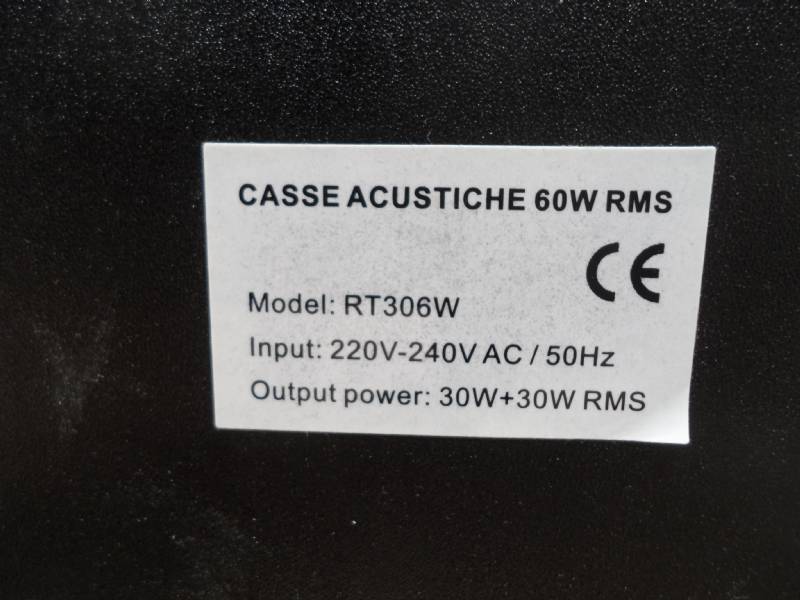 CASSE ACUSTICHE 60W RMS
CE
Model: RT306W
Input: 220V-240V AC / 50Hz
Output power: 30W+30W RMS